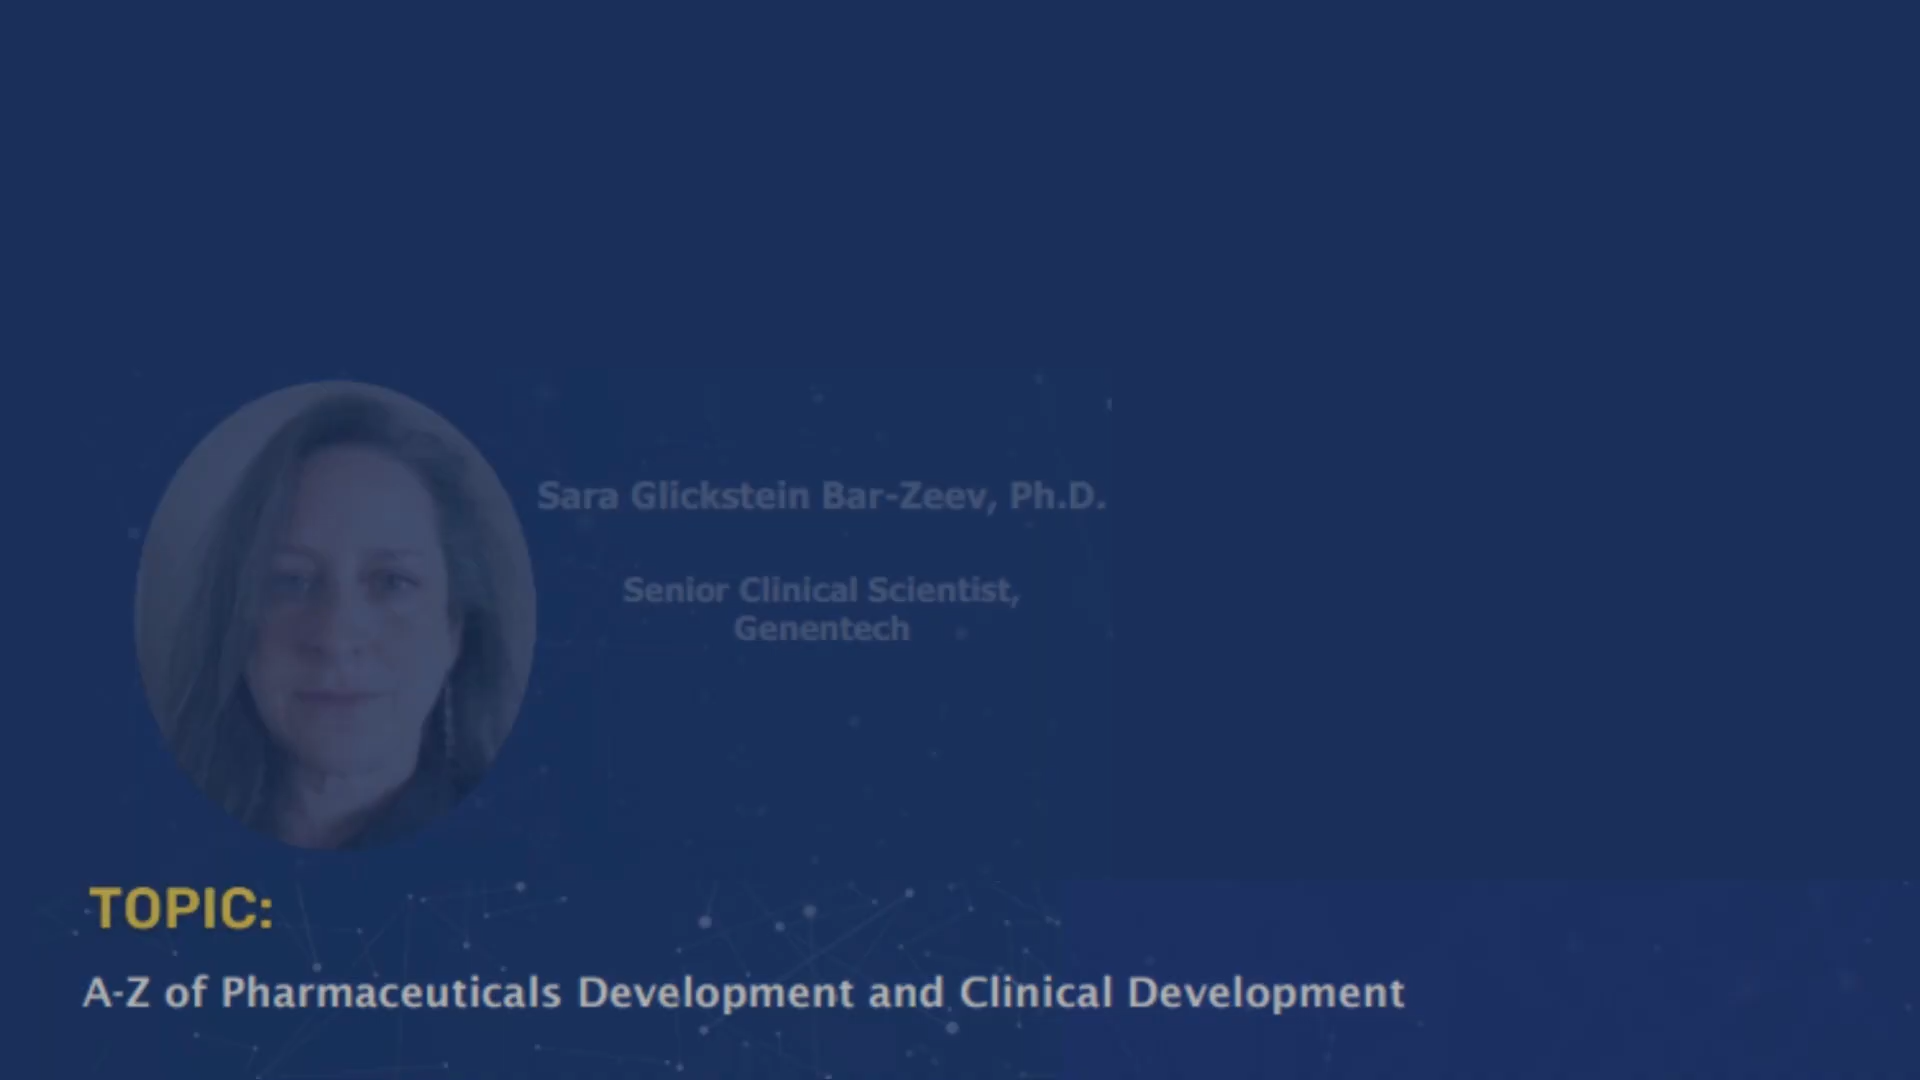 Sara Glickstein Bar-Zeev, Ph.D.
Senior Clinical Scientist,
Genentech
TOPIC:
A-Z of Pharmaceuticals Development and Clinical Development